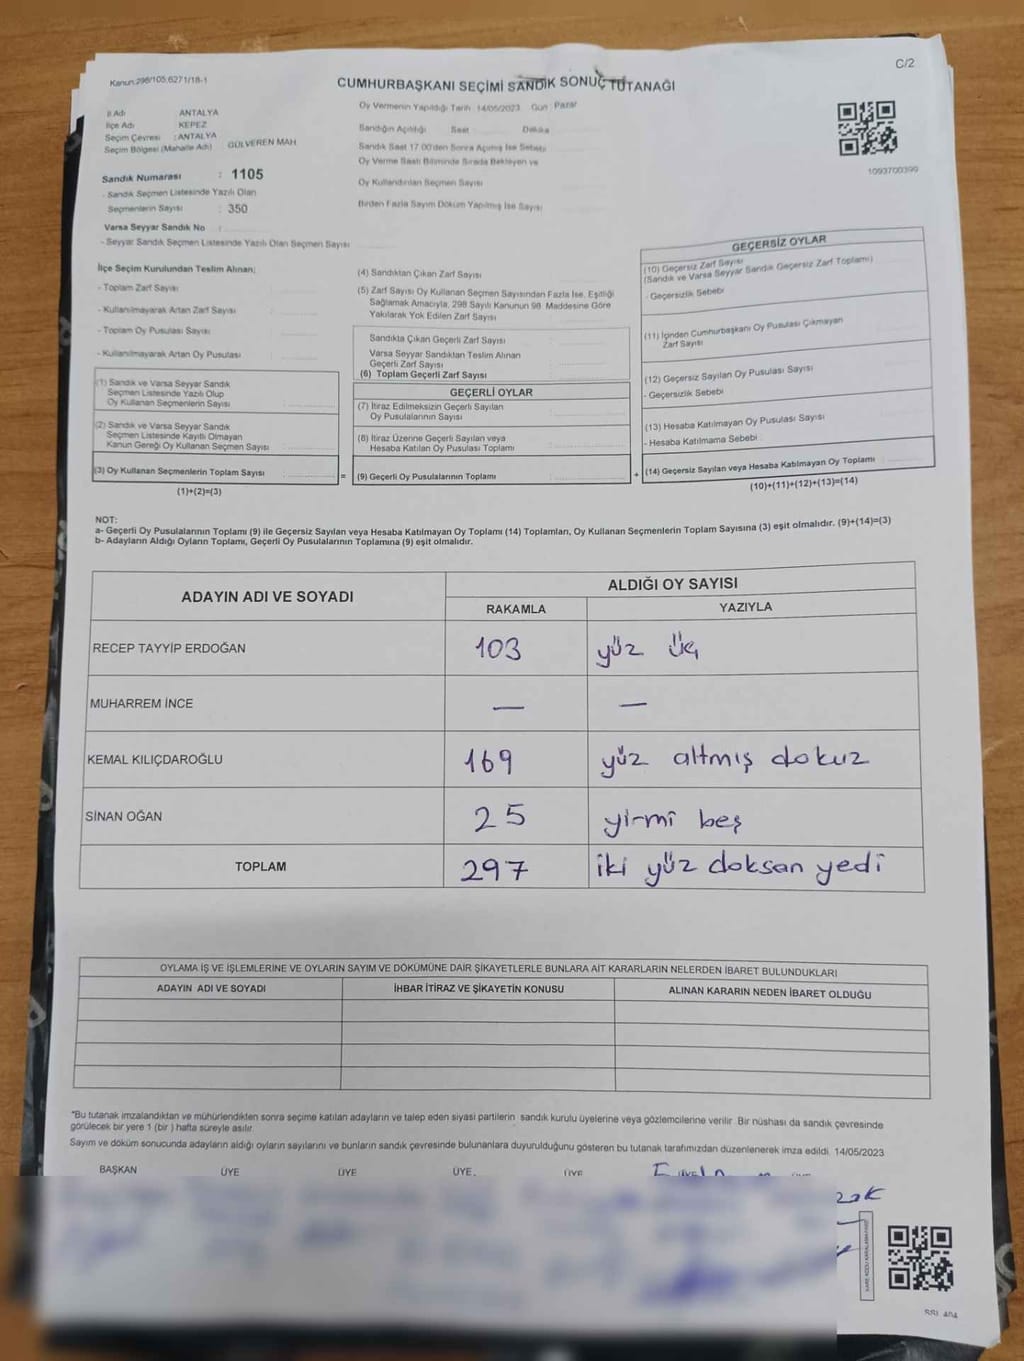 Kanun:298/105;6271/18-1
C/2
CUMHURBAŞKANI SEÇİMİ SANDIK SONUÇ TUTANAĞI
İl Adı ANTALYA
İlçe Adı KEPEZ
Seçim Çevresi : ANTALYA
Seçim Bölgesi (Mahalle Adı) GÜLVEREN MAH
Sandık Numarası : 1105
- Sandık Seçmen Listesinde Yazılı Olan
Seçmenlerin Sayısı : 350
Varsa Seyyar Sandık No :
- Seyyar Sandık Seçmen Listesinde Yazılı Olan Seçmen Sayısı
Oy Vermenin Yapıldığı Tarih 14/05/2023 Gün Pazar
Sandığın Açıldığı Saat Dakika
Sandık Saat 17.00'den Sonra Açılmış İse Sebebi
Oy Verme Saati Bitiminde Sırada Bekleyen ve
Oy Kullandırılan Seçmen Sayısı
Birden Fazla Sayım Döküm Yapılmış İse Sayısı
1093700399
İlçe Seçim Kurulundan Teslim Alınan;
- Toplam Zarf Sayısı
- Kullanılmayarak Artan Zarf Sayısı
- Toplam Oy Pusulası Sayısı
- Kullanılmayarak Artan Oy Pusulası
(1) Sandık ve Varsa Seyyar Sandık
Seçmen Listesinde Yazılı Olup
Oy Kullanan Seçmenlerin Sayısı
(2) Sandık ve Varsa Seyyar Sandık
Seçmen Listesinde Kayıtlı Olmayan
Kanun Gereği Oy Kullanan Seçmen Sayısı
(3) Oy Kullanan Seçmenlerin Toplam Sayısı
(1)+(2)=(3)
(4) Sandıktan Çıkan Zarf Sayısı
(5) Zarf Sayısı Oy Kullanan Seçmen Sayısından Fazla İse, Eşitliği
Sağlamak Amacıyla, 298 Sayılı Kanunun 98. Maddesine Göre
Yakılarak Yok Edilen Zarf Sayısı
Sandıkta Çıkan Geçerli Zarf Sayısı
Varsa Seyyar Sandıktan Teslim Alınan
Geçerli Zarf Sayısı
(6) Toplam Geçerli Zarf Sayısı
GEÇERLİ OYLAR
(7) İtiraz Edilmeksizin Geçerli Sayılan
Oy Pusulalarının Sayısı
(8) İtiraz Üzerine Geçerli Sayılan veya
Hesaba Katılan Oy Pusulası Toplamı
= (9) Geçerli Oy Pusulalarının Toplamı +
GEÇERSİZ OYLAR
(10) Geçersiz Zarf Sayısı
(Sandık ve Varsa Seyyar Sandık Geçersiz Zarf Toplamı)
- Geçersizlik Sebebi
(11) İçinden Cumhurbaşkanı Oy Pusulası Çıkmayan
Zarf Sayısı
(12) Geçersiz Sayılan Oy Pusulası Sayısı
- Geçersizlik Sebebi
(13) Hesaba Katılmayan Oy Pusulası Sayısı
- Hesaba Katılmama Sebebi
(14) Geçersiz Sayılan veya Hesaba Katılmayan Oy Toplamı
(10)+(11)+(12)+(13)=(14)
NOT:
a- Geçerli Oy Pusulalarının Toplamı (9) ile Geçersiz Sayılan veya Hesaba Katılmayan Oy Toplamı (14) Toplamları, Oy Kullanan Seçmenlerin Toplam Sayısına (3) eşit olmalıdır. (9)+(14)=(3)
b- Adayların Aldığı Oyların Toplamı, Geçerli Oy Pusulalarının Toplamına (9) eşit olmalıdır.
ADAYIN ADI VE SOYADI
ALDIĞI OY SAYISI
RAKAMLA YAZIYLA
RECEP TAYYİP ERDOĞAN 103 yüz üç
MUHARREM İNCE — —
KEMAL KILIÇDAROĞLU 169 yüz altmış dokuz
SİNAN OĞAN 25 yirmi beş
TOPLAM 297 iki yüz doksan yedi
OYLAMA İŞ VE İŞLEMLERİNE VE OYLARIN SAYIM VE DÖKÜMÜNE DAİR ŞİKAYETLERLE BUNLARA AİT KARARLARIN NELERDEN İBARET BULUNDUKLARI
ADAYIN ADI VE SOYADI İHBAR İTİRAZ VE ŞİKAYETİN KONUSU ALINAN KARARIN NEDEN İBARET OLDUĞU
"Bu tutanak imzalandıktan ve mühürlendikten sonra seçime katılan adayların ve talep eden siyasi partilerin sandık kurulu üyelerine veya gözlemcilerine verilir. Bir nüshası da sandık çevresinde
görülecek bir yere 1 (bir) hafta süreyle asılır.
Sayım ve döküm sonucunda adayların aldığı oyların sayılarını ve bunların sandık çevresinde bulunanlara duyurulduğunu gösteren bu tutanak tarafımızdan düzenlenerek imza edildi. 14/05/2023
BAŞKAN ÜYE ÜYE ÜYE ÜYE